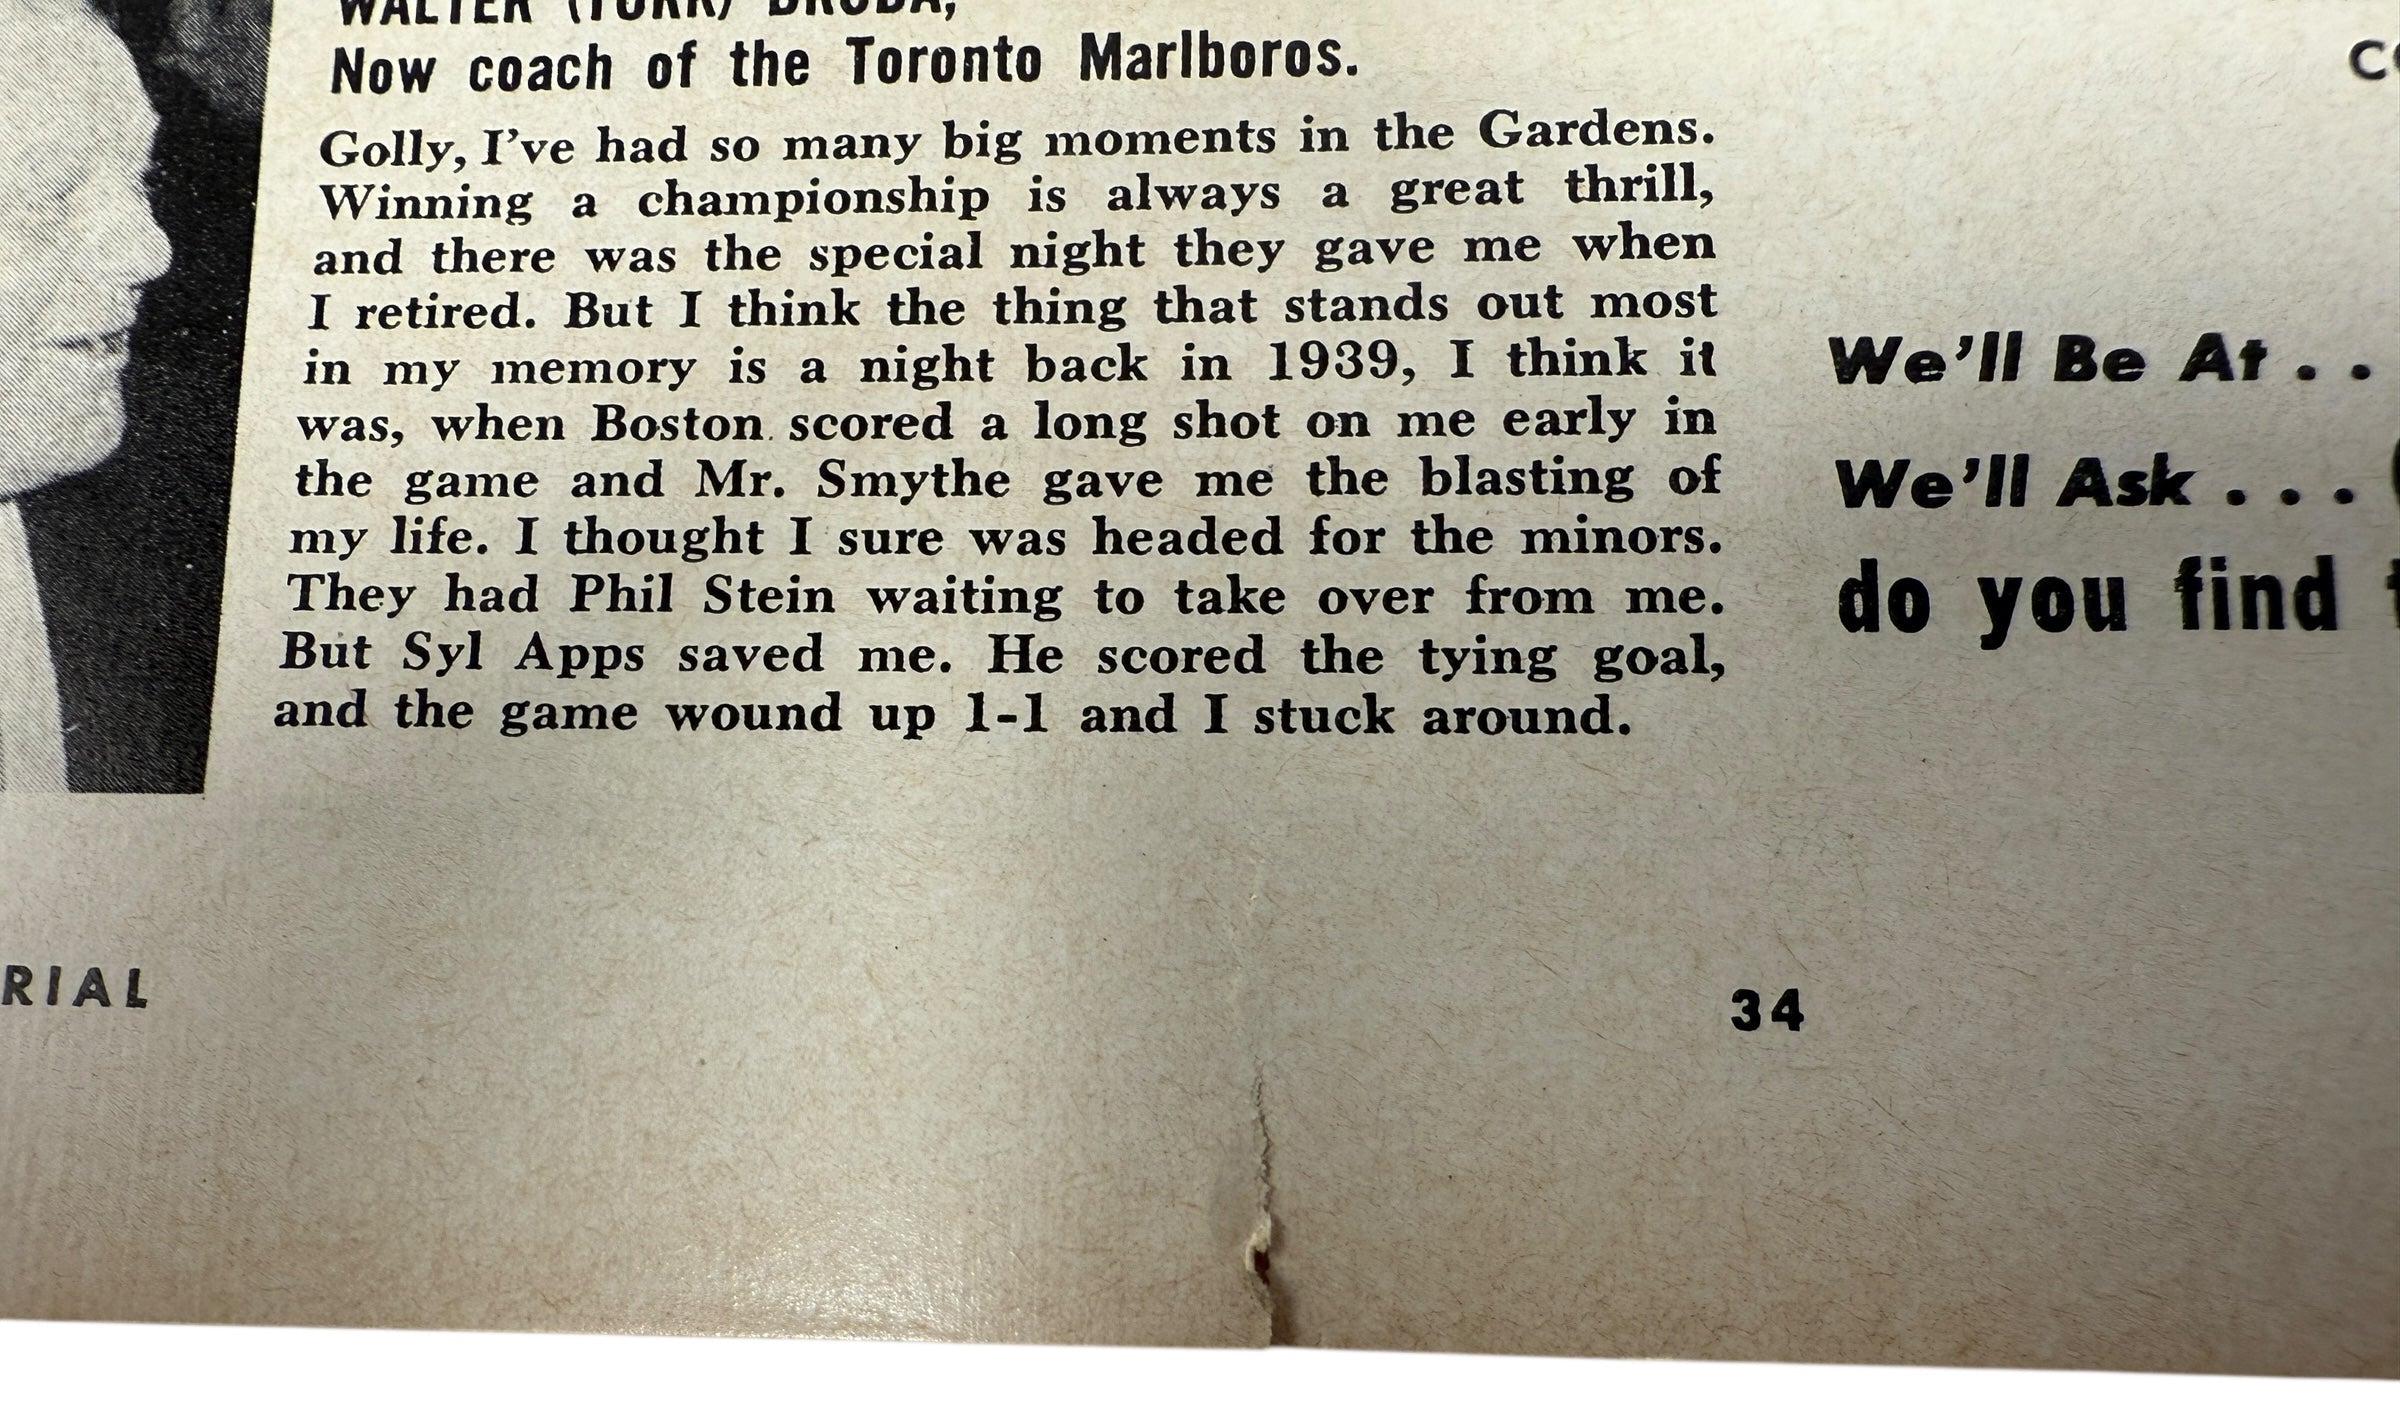 WALTER (TURK) BRODA,
Now coach of the Toronto Marlboros.
Golly, I've had so many big moments in the Gardens.
Winning a championship is always a great thrill,
and there was the special night they gave me when
I retired. But I think the thing that stands out most
in my memory is a night back in 1939, I think it
was, when Boston scored a long shot on me early in
the game and Mr. Smythe gave me the blasting of
my life. I thought I sure was headed for the minors.
They had Phil Stein waiting to take over from me.
But Syl Apps saved me. He scored the tying goal,
and the game wound up 1-1 and I stuck around.
RIAL
34
We'll Be At . .
We'll Ask . . .
do you find